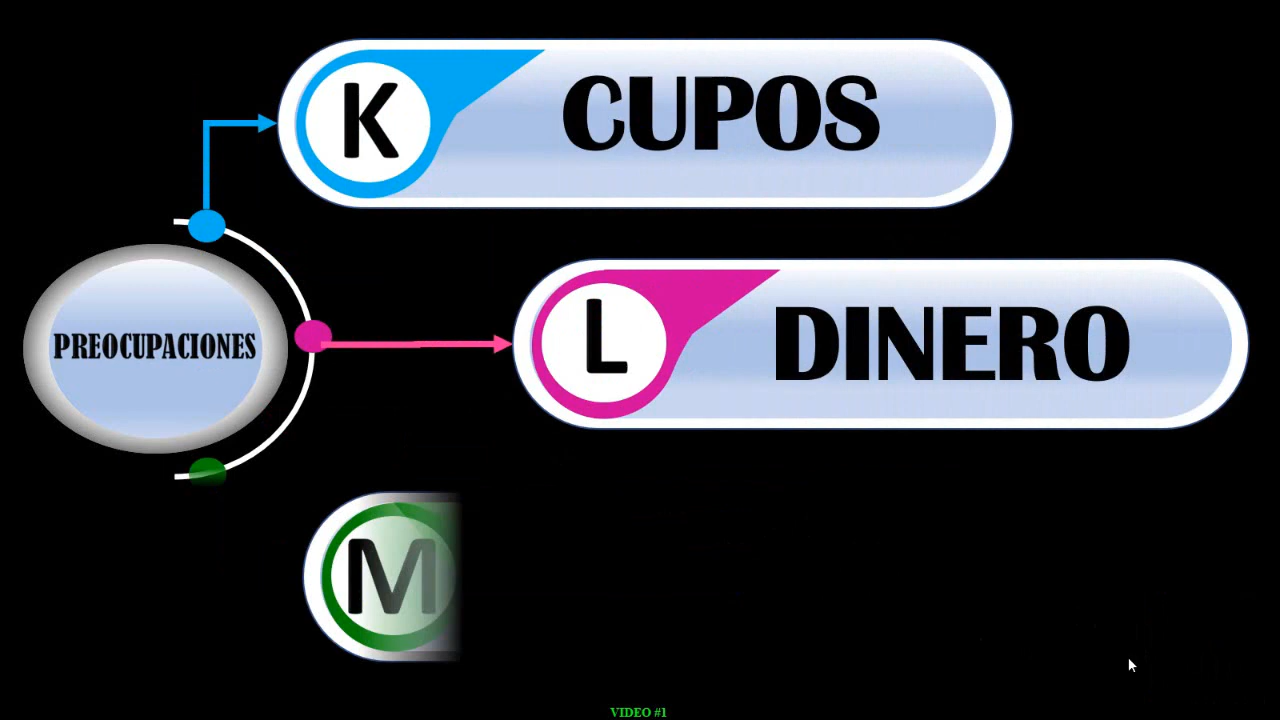 K CUPOS
PREOCUPACIONES
L DINERO
M
VIDEO #1